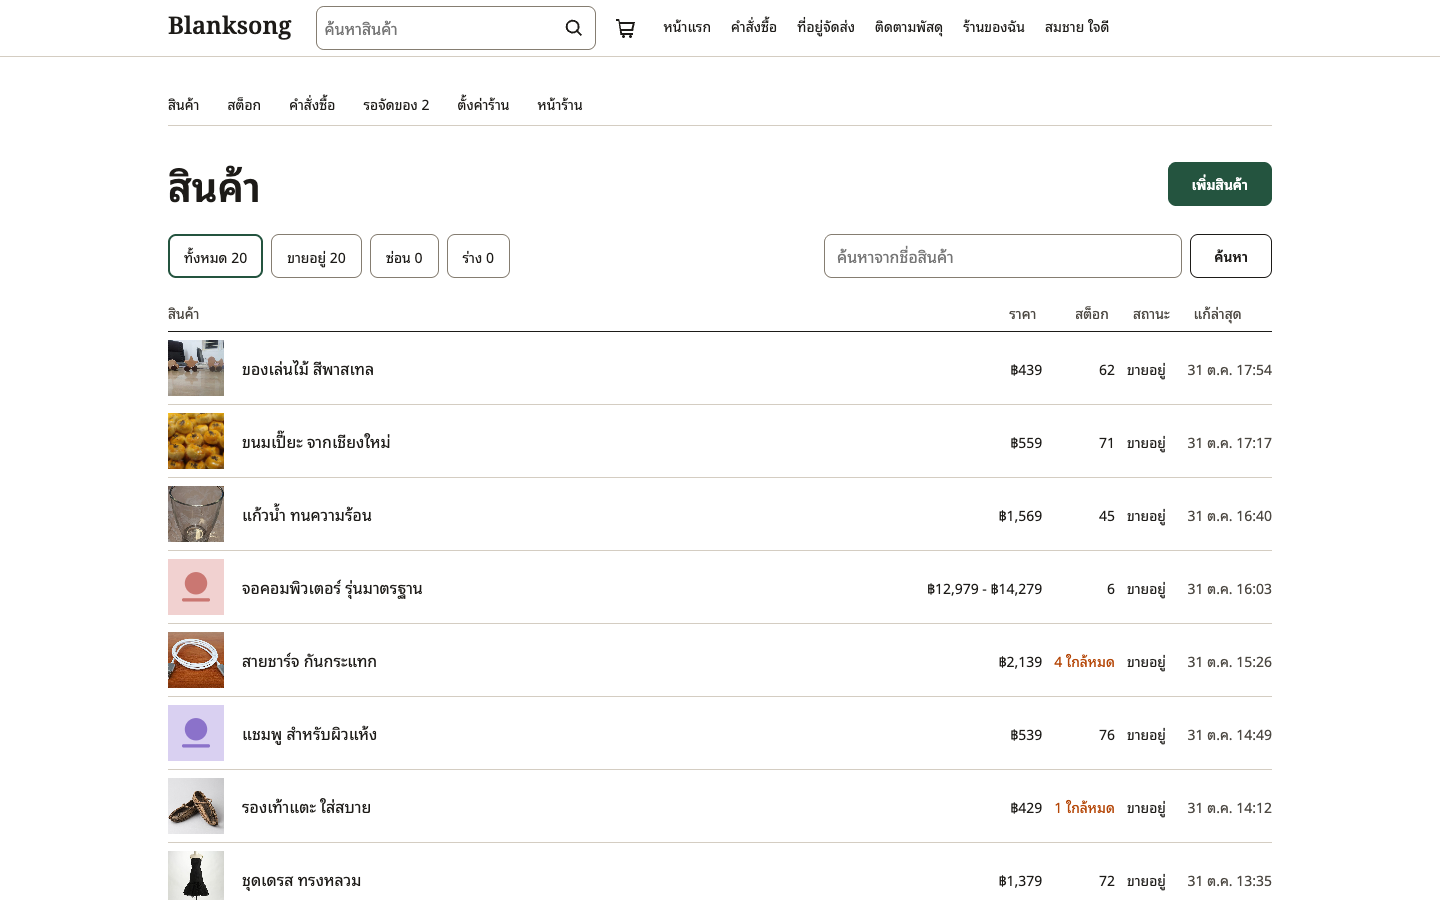 Blanksong
ค้นหาสินค้า
หน้าแรก คำสั่งซื้อ ที่อยู่จัดส่ง ติดตามพัสดุ ร้านของฉัน สมชาย ใจดี
สินค้า สต็อก คำสั่งซื้อ รอจัดของ 2 ตั้งค่าร้าน หน้าร้าน
สินค้า
เพิ่มสินค้า
ทั้งหมด 20 ขายอยู่ 20 ซ่อน 0 ร่าง 0 ค้นหาจากชื่อสินค้า ค้นหา
สินค้า ราคา สต็อก สถานะ แก้ล่าสุด
ของเล่นไม้ สีพาสเทล ฿439 62 ขายอยู่ 31 ต.ค. 17:54
ขนมเปี๊ยะ จากเชียงใหม่ ฿559 71 ขายอยู่ 31 ต.ค. 17:17
แก้วน้ำ ทนความร้อน ฿1,569 45 ขายอยู่ 31 ต.ค. 16:40
จอคอมพิวเตอร์ รุ่นมาตรฐาน ฿12,979 - ฿14,279 6 ขายอยู่ 31 ต.ค. 16:03
สายชาร์จ กันกระแทก ฿2,139 4 ใกล้หมด ขายอยู่ 31 ต.ค. 15:26
แชมพู สำหรับผิวแห้ง ฿539 76 ขายอยู่ 31 ต.ค. 14:49
รองเท้าแตะ ใส่สบาย ฿429 1 ใกล้หมด ขายอยู่ 31 ต.ค. 14:12
ชุดเดรส ทรงหลวม ฿1,379 72 ขายอยู่ 31 ต.ค. 13:35